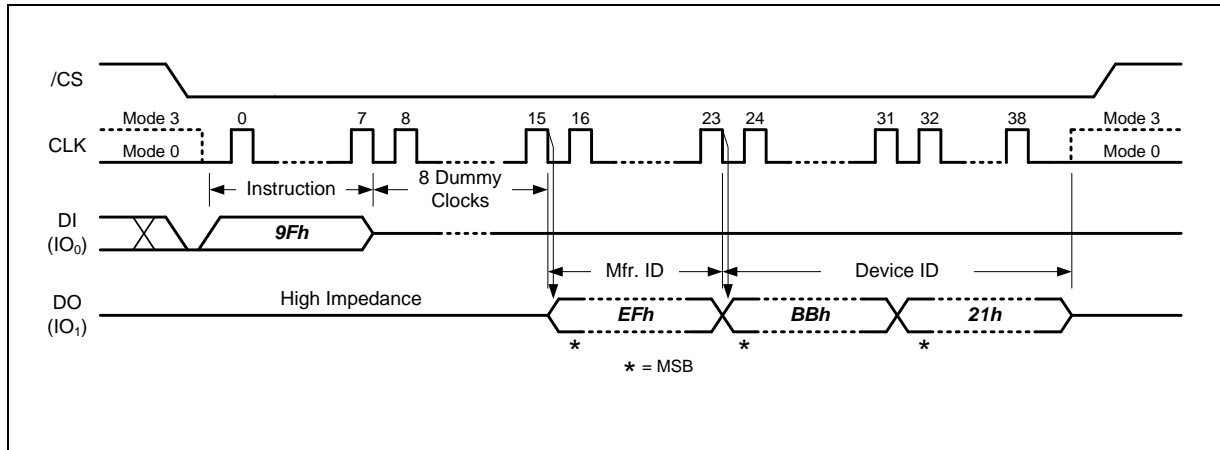 /CS
Mode 3 0 7 8 15 16 23 24 31 32 38 Mode 3
CLK
Mode 0 Mode 0
Instruction 8 Dummy
Clocks
DI
(IO₀)
9Fh
Mfr. ID Device ID
DO
(IO₁)
High Impedance
EFh BBh 21h
* * *
* = MSB